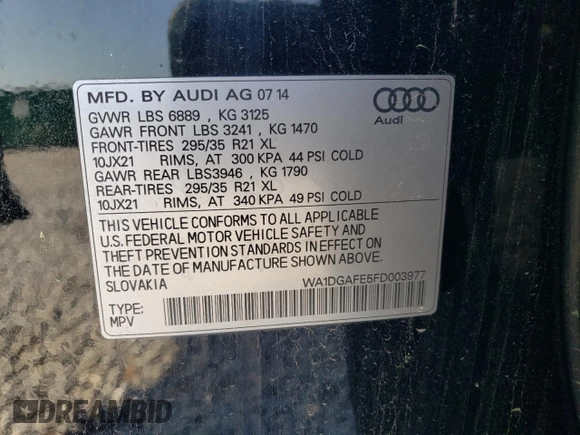 MFD. BY AUDI AG 07 14
GVWR LBS 6889 , KG 3125
GAWR FRONT LBS 3241 , KG 1470
FRONT-TIRES 295/35 R21 XL
10JX21 RIMS, AT 300 KPA 44 PSI COLD
GAWR REAR LBS3946 , KG 1790
REAR-TIRES 295/35 R21 XL
10JX21 RIMS, AT 340 KPA 49 PSI COLD
Audi
THIS VEHICLE CONFORMS TO ALL APPLICABLE
U.S. FEDERAL MOTOR VEHICLE SAFETY AND
THEFT PREVENTION STANDARDS IN EFFECT ON
THE DATE OF MANUFACTURE SHOWN ABOVE.
SLOVAKIA
WA1DGAFE5FD003977
TYPE:
MPV
DREAMBID